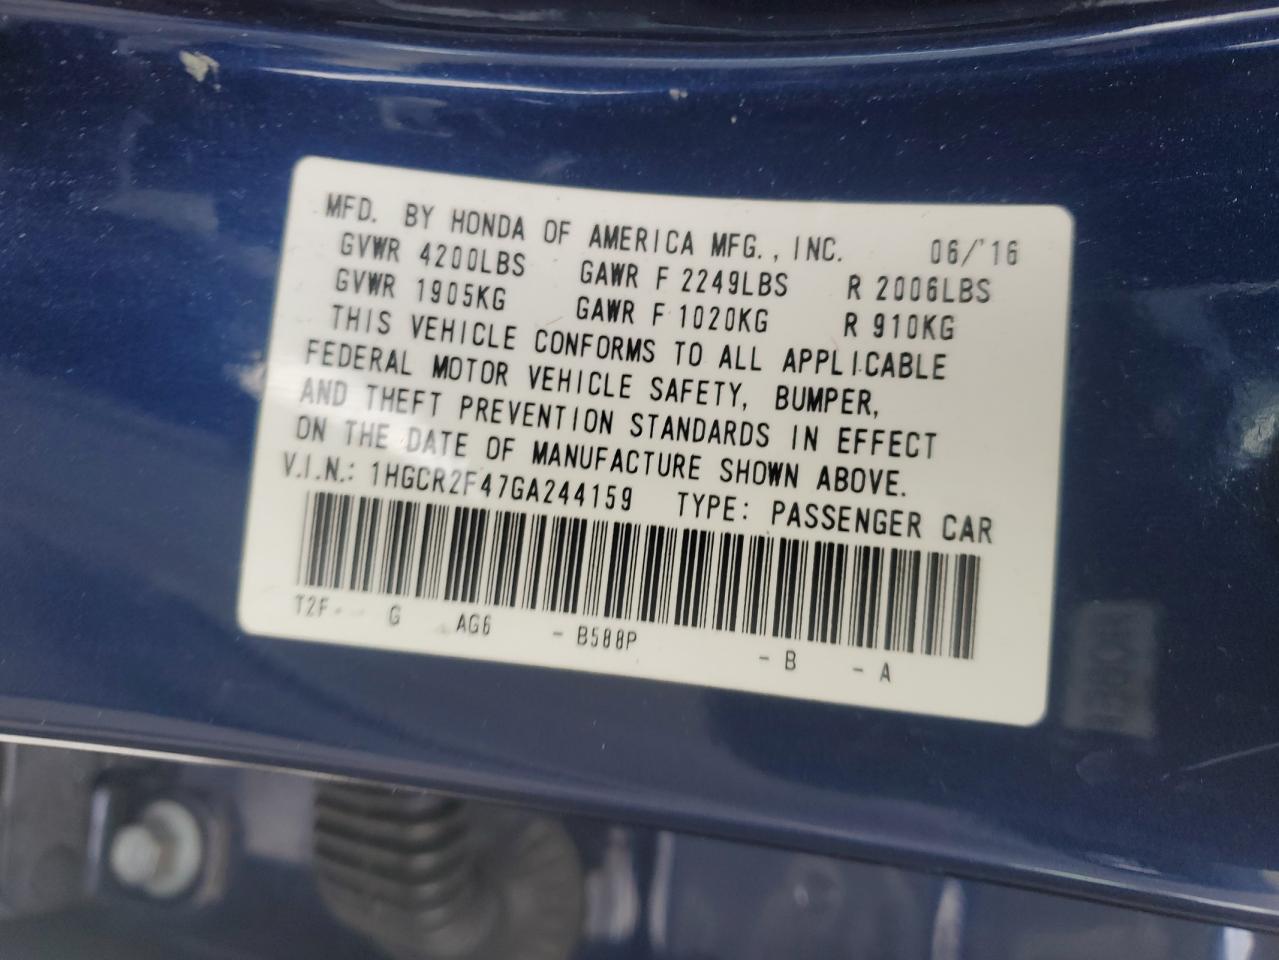 MFD. BY HONDA OF AMERICA MFG., INC. 06/'16
GVWR 4200LBS GAWR F 2249LBS R 2006LBS
GVWR 1905KG GAWR F 1020KG R 910KG
THIS VEHICLE CONFORMS TO ALL APPLICABLE
FEDERAL MOTOR VEHICLE SAFETY, BUMPER,
AND THEFT PREVENTION STANDARDS IN EFFECT
ON THE DATE OF MANUFACTURE SHOWN ABOVE.
V.I.N.: 1HGCR2F47GA244159 TYPE: PASSENGER CAR
T2F- G AG6 - B588P - B - A